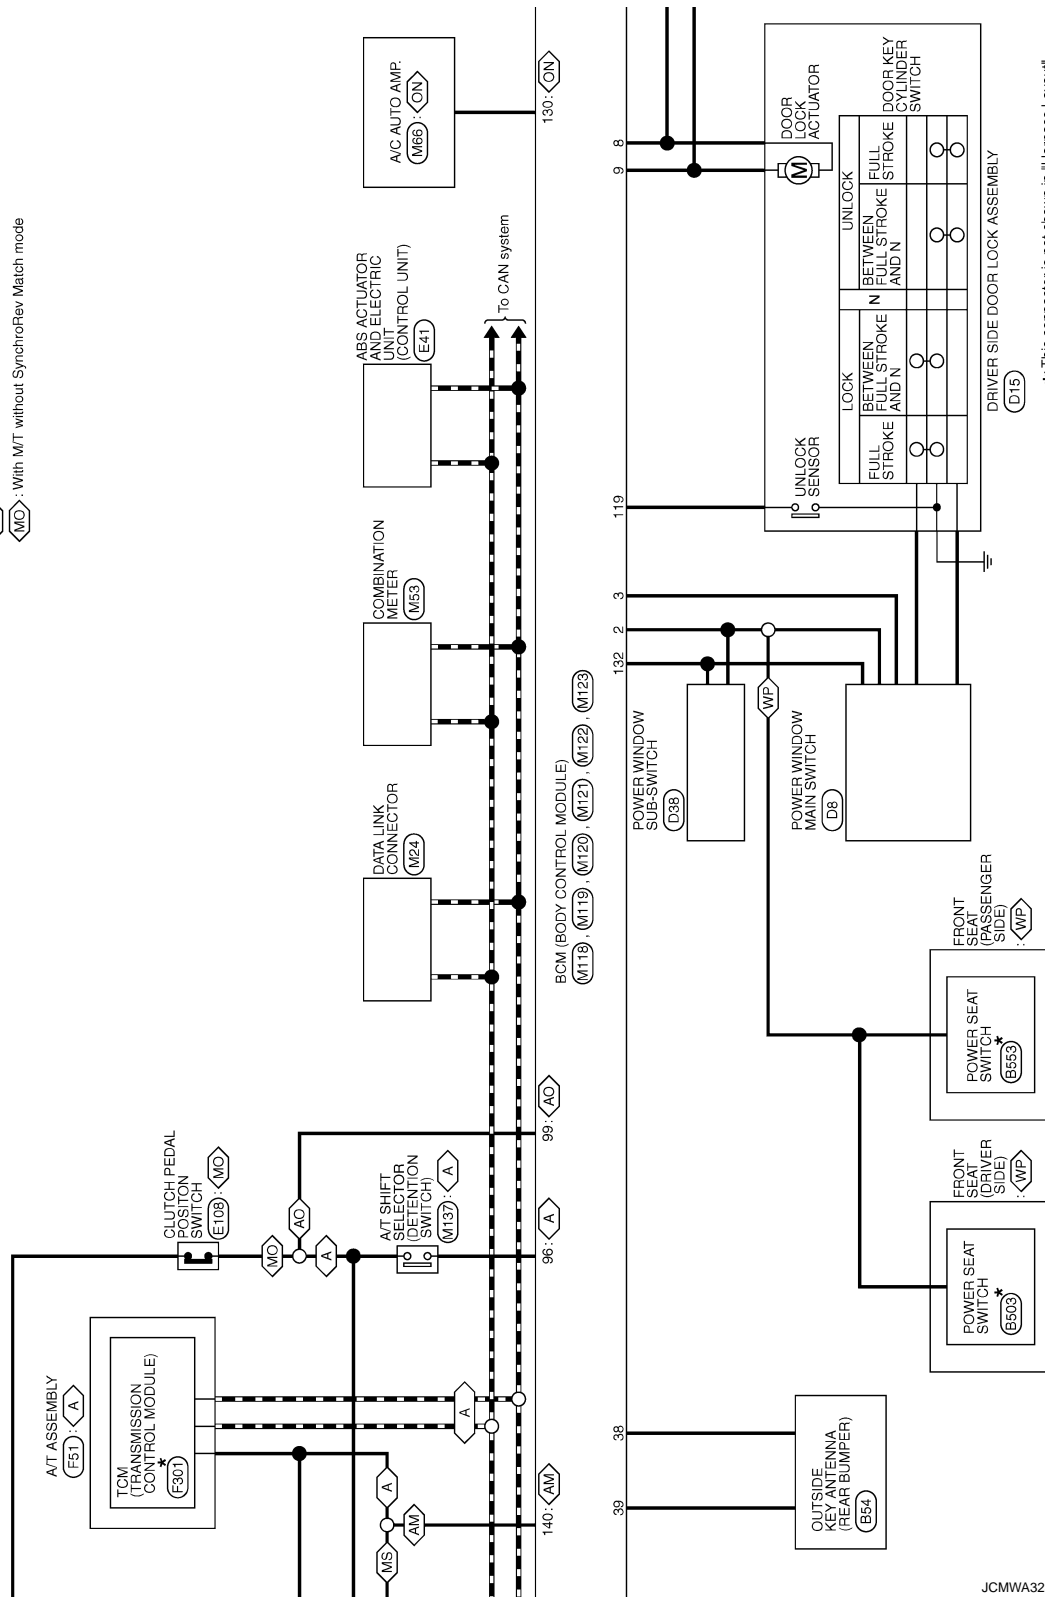 MO : With M/T without SynchroRev Match mode
A/T ASSEMBLY
F51 : A
TCM
(TRANSMISSION
CONTROL MODULE)
*
F301
CLUTCH PEDAL
POSITION
SWITCH
E108 : MO
MO
AO
A
A/T SHIFT
SELECTOR
(DETENTION
SWITCH)
M137 : A
DATA LINK
CONNECTOR
M24
COMBINATION
METER
M53
ABS ACTUATOR
AND ELECTRIC
UNIT
(CONTROL UNIT)
E41
A/C AUTO AMP.
M66 : ON
To CAN system
A
A
MS
AM
140: AM
96: A
99: AO
130: ON
BCM (BODY CONTROL MODULE)
M118 , M119 , M120 , M121 , M122 , M123
39
38
132
2
3
119
9
8
OUTSIDE
KEY ANTENNA
(REAR BUMPER)
B54
POWER WINDOW
SUB-SWITCH
D38
WP
POWER WINDOW
MAIN SWITCH
D8
FRONT
SEAT
(DRIVER
SIDE)
: WP
POWER SEAT
SWITCH
*
B503
FRONT
SEAT
(PASSENGER
SIDE)
: WP
POWER SEAT
SWITCH
*
B553
UNLOCK
SENSOR
DOOR
LOCK
ACTUATOR
M
LOCK
N
UNLOCK
FULL
STROKE
BETWEEN
FULL STROKE
AND N
BETWEEN
FULL STROKE
AND N
FULL
STROKE
DOOR KEY
CYLINDER
SWITCH
DRIVER SIDE DOOR LOCK ASSEMBLY
D15
JCMWA32